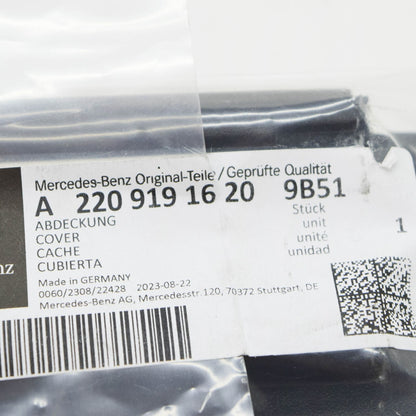 Mercedes-Benz Original-Teile/Geprüfte Qualität
A 220 919 16 20 9B51
ABDECKUNG Stück
COVER unit 1
CACHE unité
CUBIERTA unidad
Made in GERMANY
0060/2308/22428 2023-08-22
Mercedes-Benz AG, Mercedesstr.120, 70372 Stuttgart, DE
nz